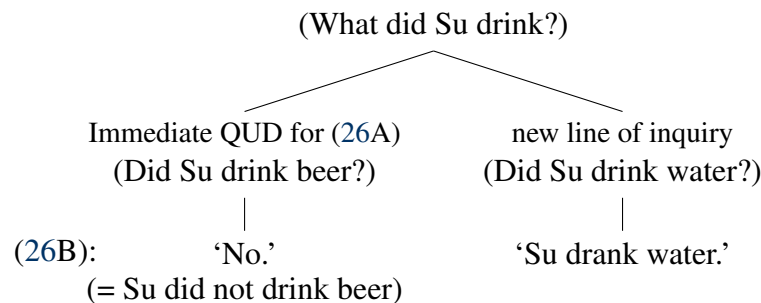 (What did Su drink?)
Immediate QUD for (26A) new line of inquiry
(Did Su drink beer?) (Did Su drink water?)
(26B): ‘No.’ ‘Su drank water.’
(= Su did not drink beer)